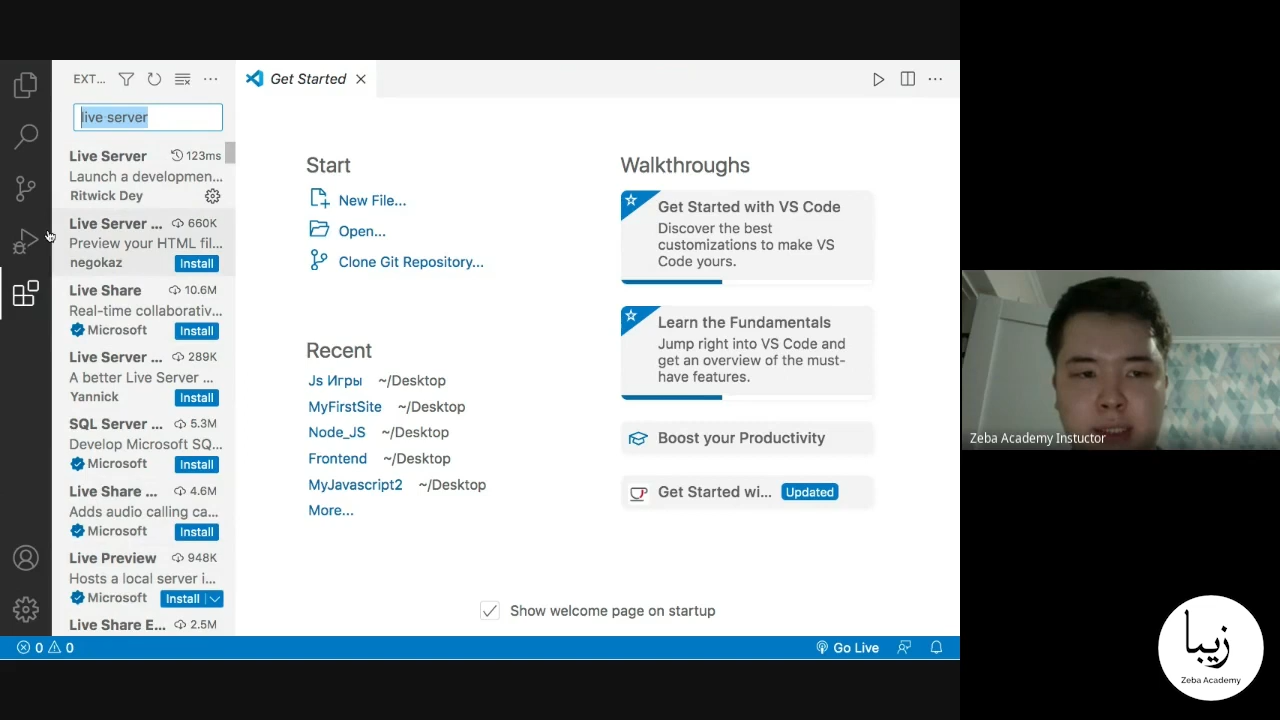 EXT...
live server
Live Server 123ms
Launch a developmen...
Ritwick Dey
Live Server ... 660K
Preview your HTML fil...
negokaz Install
Live Share 10.6M
Real-time collaborativ...
Microsoft Install
Live Server ... 289K
A better Live Server ...
Yannick Install
SQL Server ... 5.3M
Develop Microsoft SQ...
Microsoft Install
Live Share ... 4.6M
Adds audio calling ca...
Microsoft Install
Live Preview 948K
Hosts a local server i...
Microsoft Install
Live Share E... 2.5M
Get Started
Start
New File...
Open...
Clone Git Repository...
Recent
Js Игры ~/Desktop
MyFirstSite ~/Desktop
Node_JS ~/Desktop
Frontend ~/Desktop
MyJavascript2 ~/Desktop
More...
Walkthroughs
Get Started with VS Code
Discover the best
customizations to make VS
Code yours.
Learn the Fundamentals
Jump right into VS Code and
get an overview of the must-
have features.
Boost your Productivity
Get Started wi... Updated
Show welcome page on startup
0 0
Go Live
Zeba Academy Instuctor
زيبا
Zeba Academy